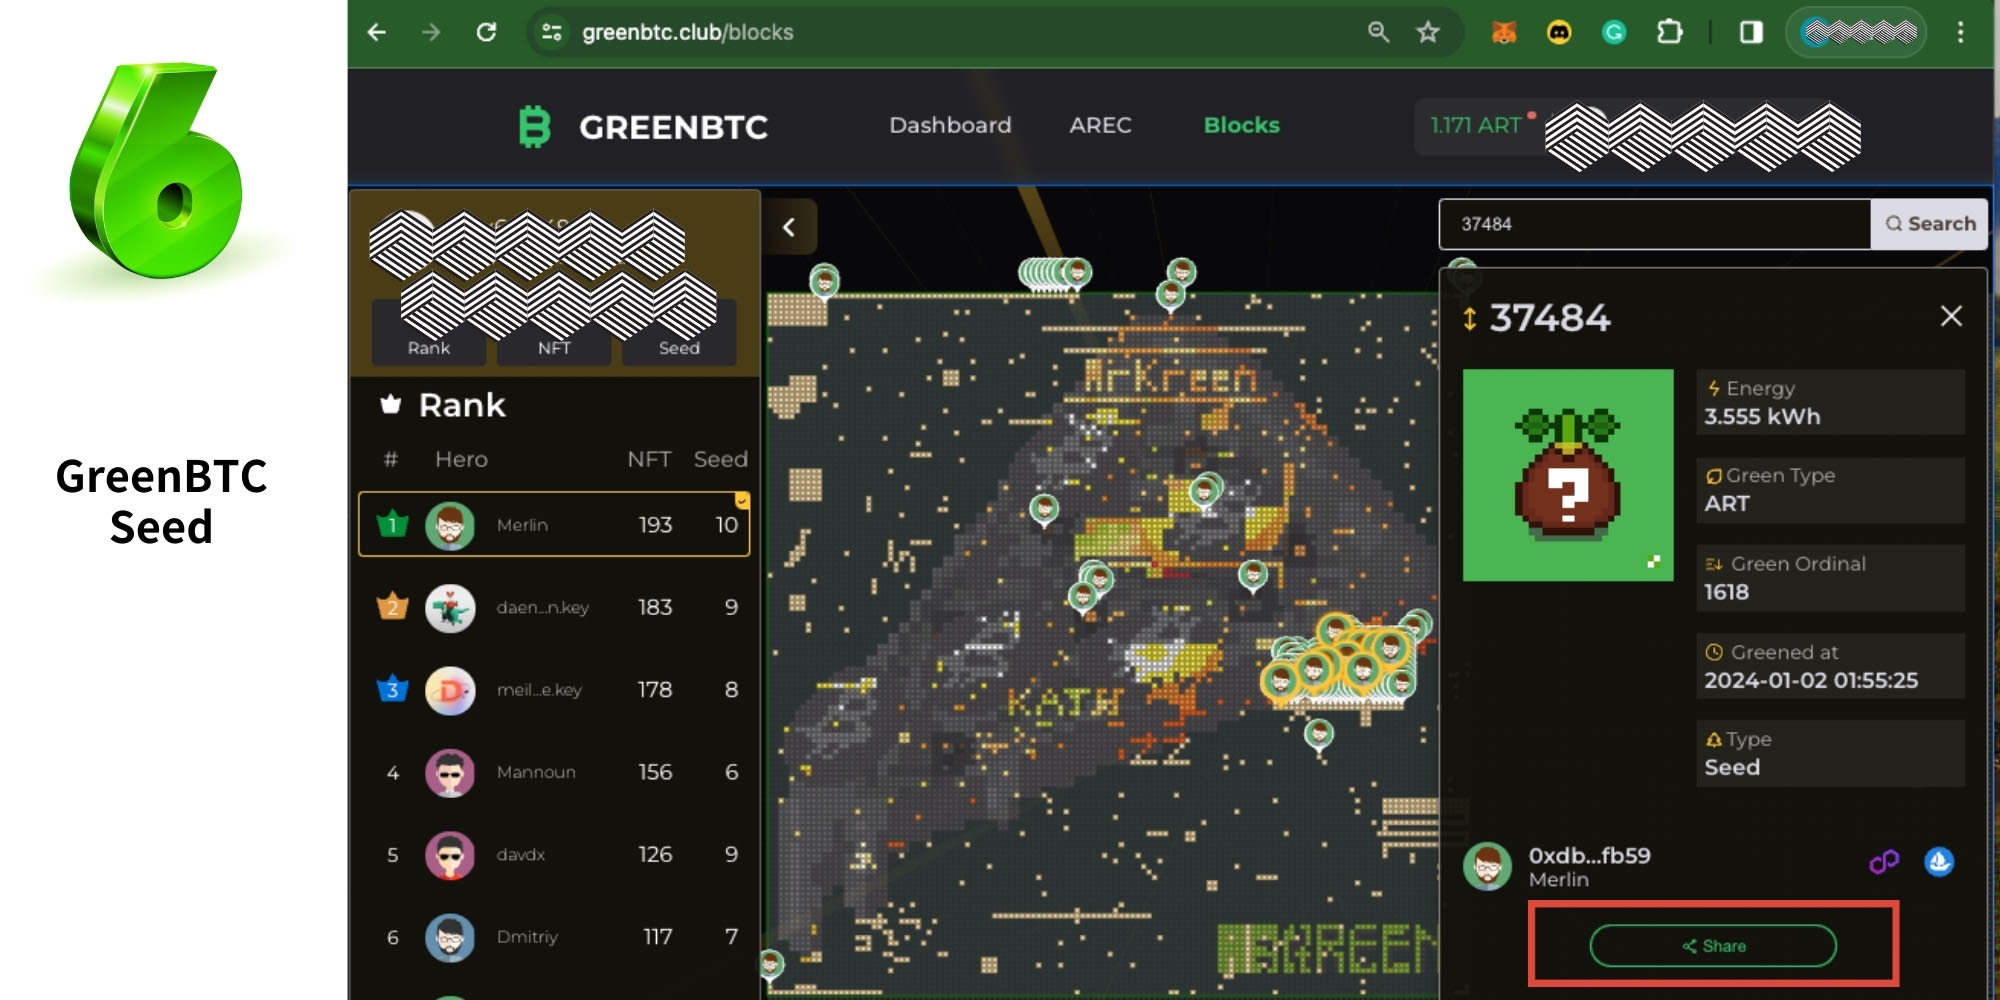 6
GreenBTC
Seed
greenbtc.club/blocks
GREENBTC
Dashboard
AREC
Blocks
1.171 ART
Rank
NFT
Seed
Rank
# Hero NFT Seed
1 Merlin 193 10
2 daen...n.key 183 9
3 meil...e.key 178 8
4 Mannoun 156 6
5 davdx 126 9
6 Dmitriy 117 7
ArKreen
KATH
37484
Search
37484
?
Energy
3.555 kWh
Green Type
ART
Green Ordinal
1618
Greened at
2024-01-02 01:55:25
Type
Seed
0xdb...fb59
Merlin
Share